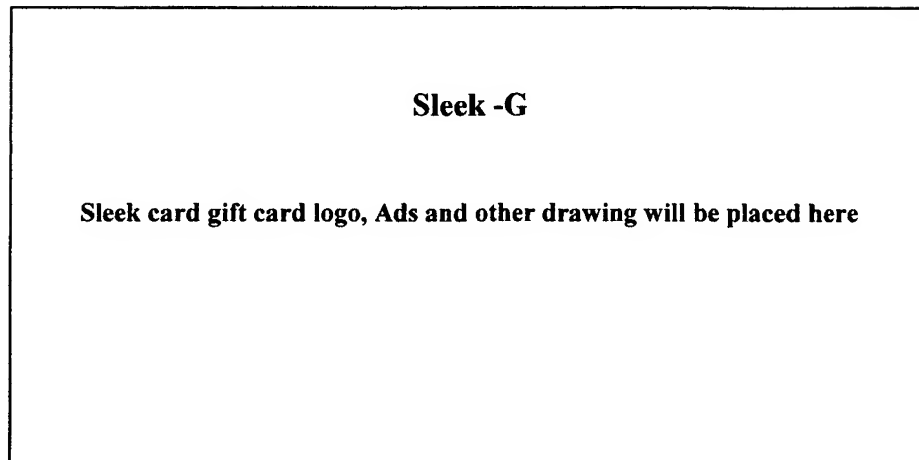 Sleek -G
Sleek card gift card logo, Ads and other drawing will be placed here